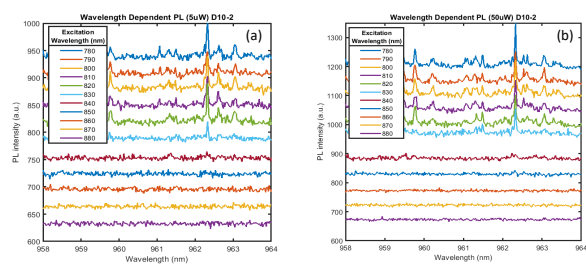 Wavelength Dependent PL (5uW) D10-2
(a)
Excitation
Wavelength (nm)
780
790
800
810
820
830
840
850
860
870
880
PL intensity (a.u.)
1000
950
900
850
800
750
700
650
600
958 959 960 961 962 963 964
Wavelength (nm)
Wavelength Dependent PL (50uW) D10-2
(b)
Excitation
Wavelength (nm)
780
790
800
810
820
830
840
850
860
870
880
PL intensity (a.u.)
1300
1200
1100
1000
900
800
700
600
958 959 960 961 962 963 964
Wavelength (nm)